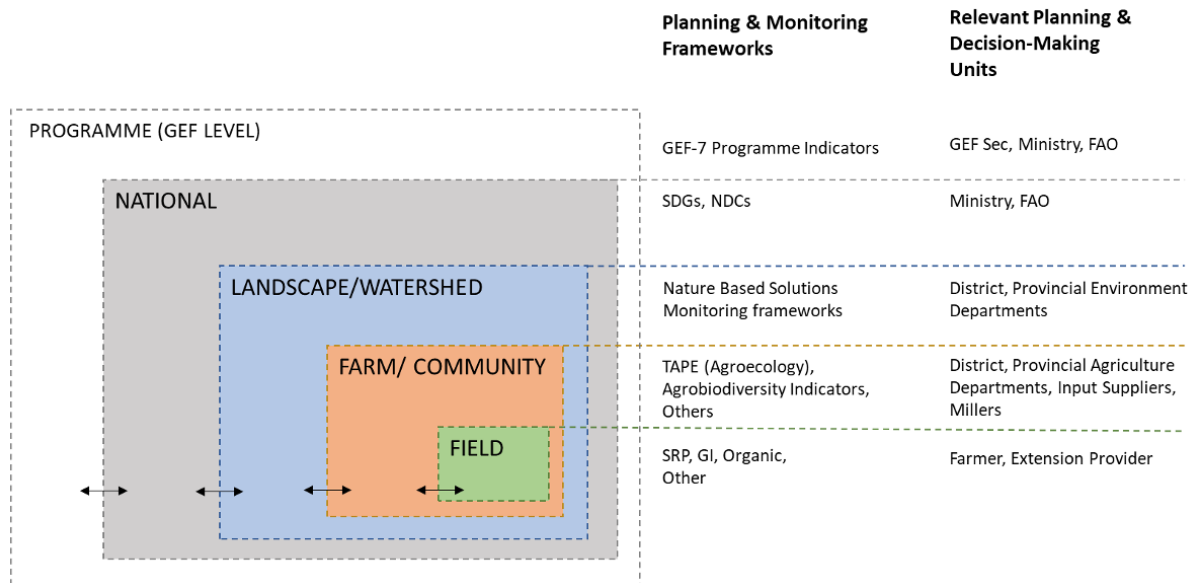 Planning & Monitoring
Frameworks
Relevant Planning &
Decision-Making
Units
PROGRAMME (GEF LEVEL)
GEF-7 Programme Indicators
GEF Sec, Ministry, FAO
NATIONAL
SDGs, NDCs
Ministry, FAO
LANDSCAPE/WATERSHED
Nature Based Solutions
Monitoring frameworks
District, Provincial Environment
Departments
FARM/ COMMUNITY
TAPE (Agroecology),
Agrobiodiversity Indicators,
Others
District, Provincial Agriculture
Departments, Input Suppliers,
Millers
FIELD
SRP, GI, Organic,
Other
Farmer, Extension Provider